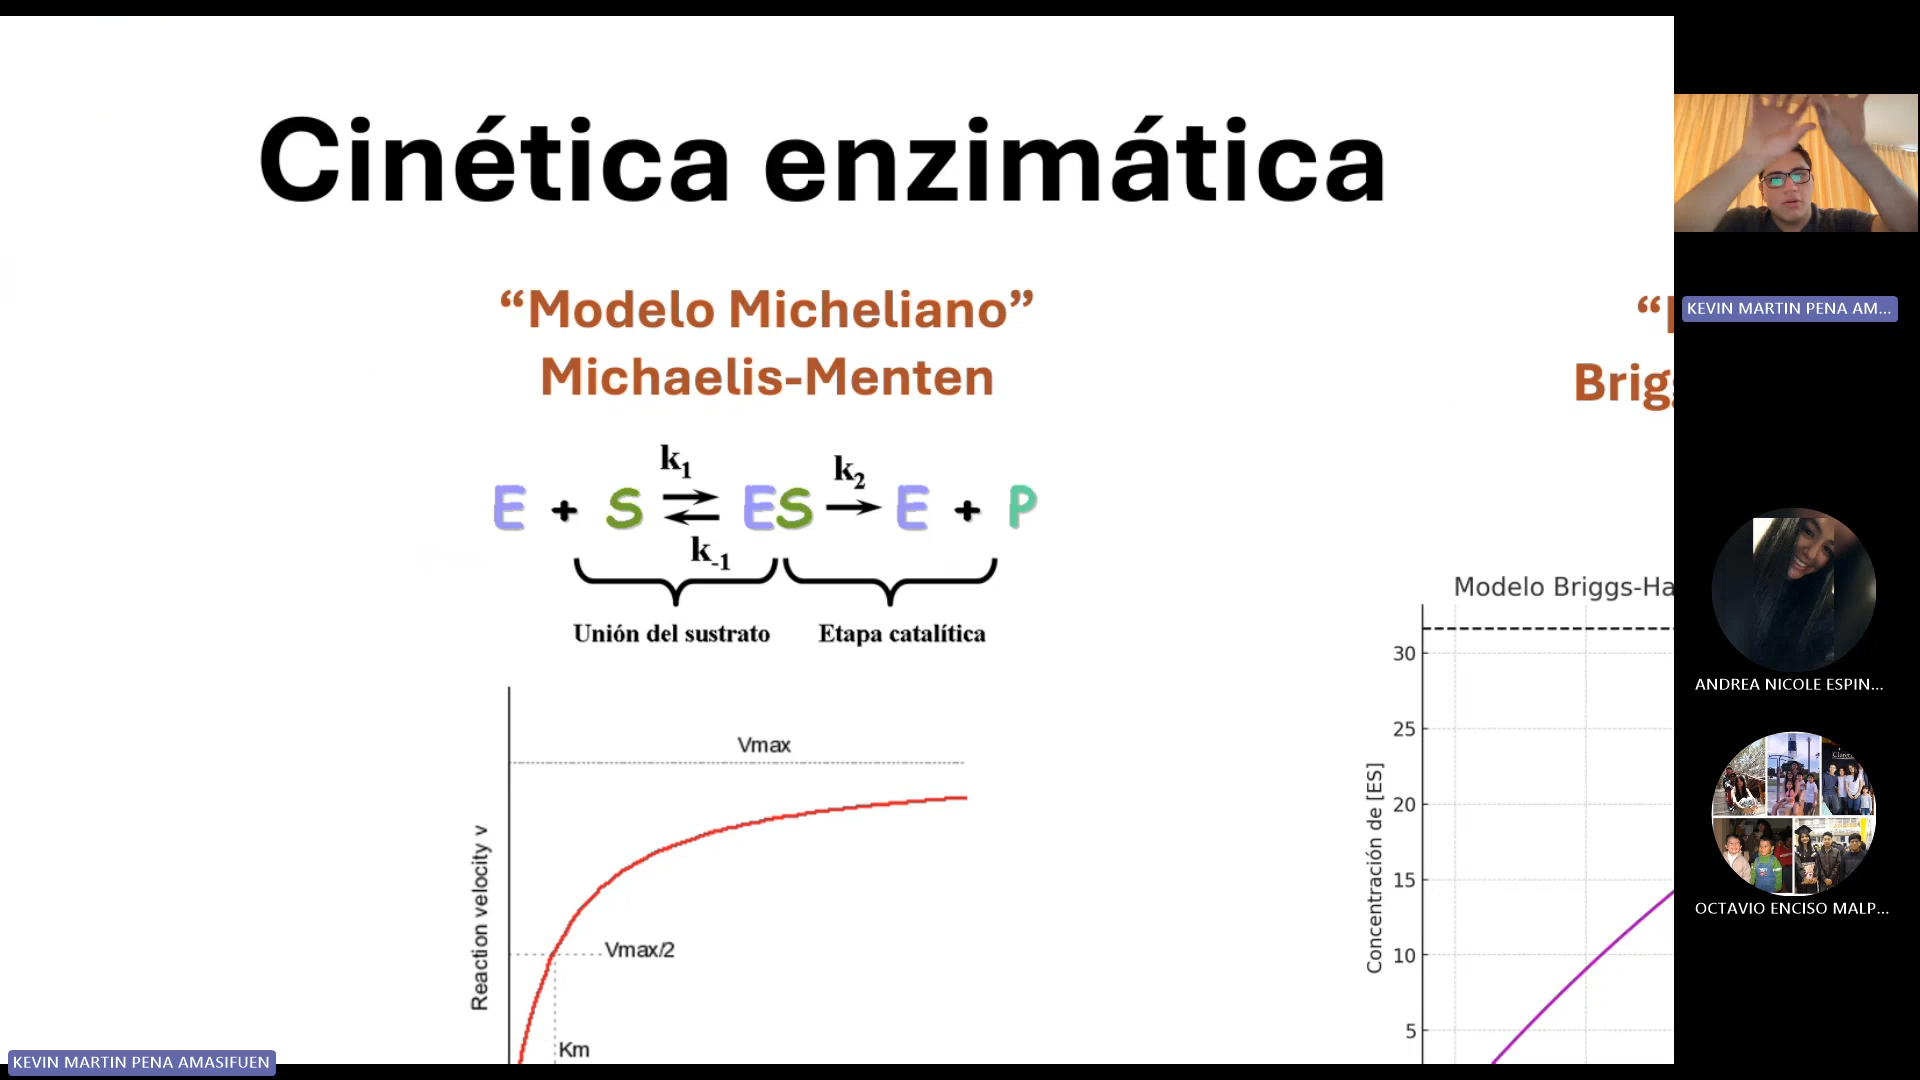 Cinética enzimática
“Modelo Micheliano”
Michaelis-Menten
k1
k2
E + S ES E + P
k-1
Unión del sustrato Etapa catalítica
Vmax
Vmax/2
Km
Reaction velocity v
Brig
Modelo Briggs-Ha
30
25
20
15
10
5
Concentración de [ES]
KEVIN MARTIN PENA AM...
ANDREA NICOLE ESPIN...
OCTAVIO ENCISO MALP...
KEVIN MARTIN PENA AMASIFUEN